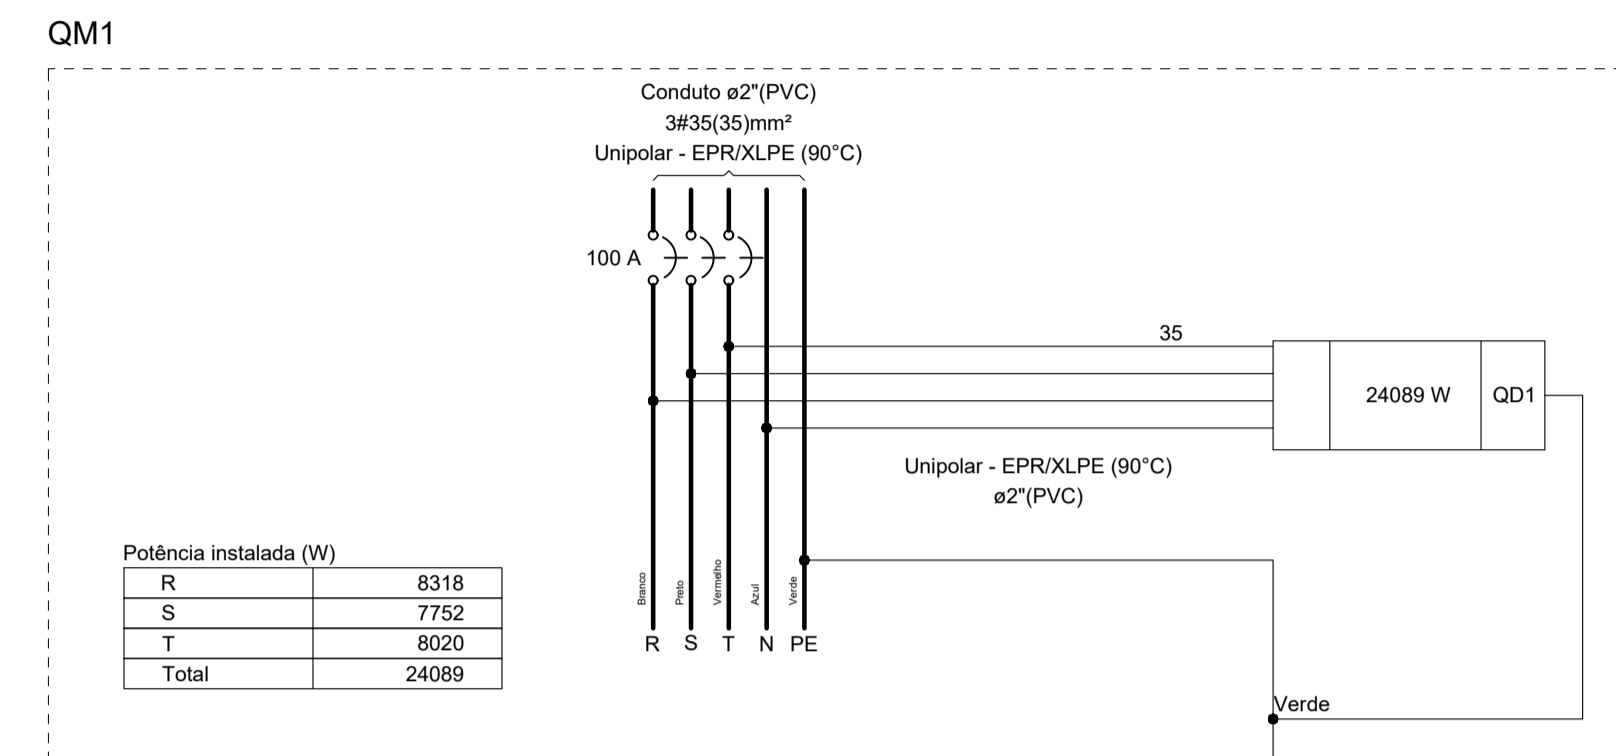 QM1
Conduto ø2"(PVC)
3#35(35)mm²
Unipolar - EPR/XLPE (90°C)
100 A
35
24089 W QD1
Unipolar - EPR/XLPE (90°C)
ø2"(PVC)
Potência instalada (W)
R 8318
S 7752
T 8020
Total 24089
Branco Preto Vermelho Azul Verde
R S T N PE
Verde